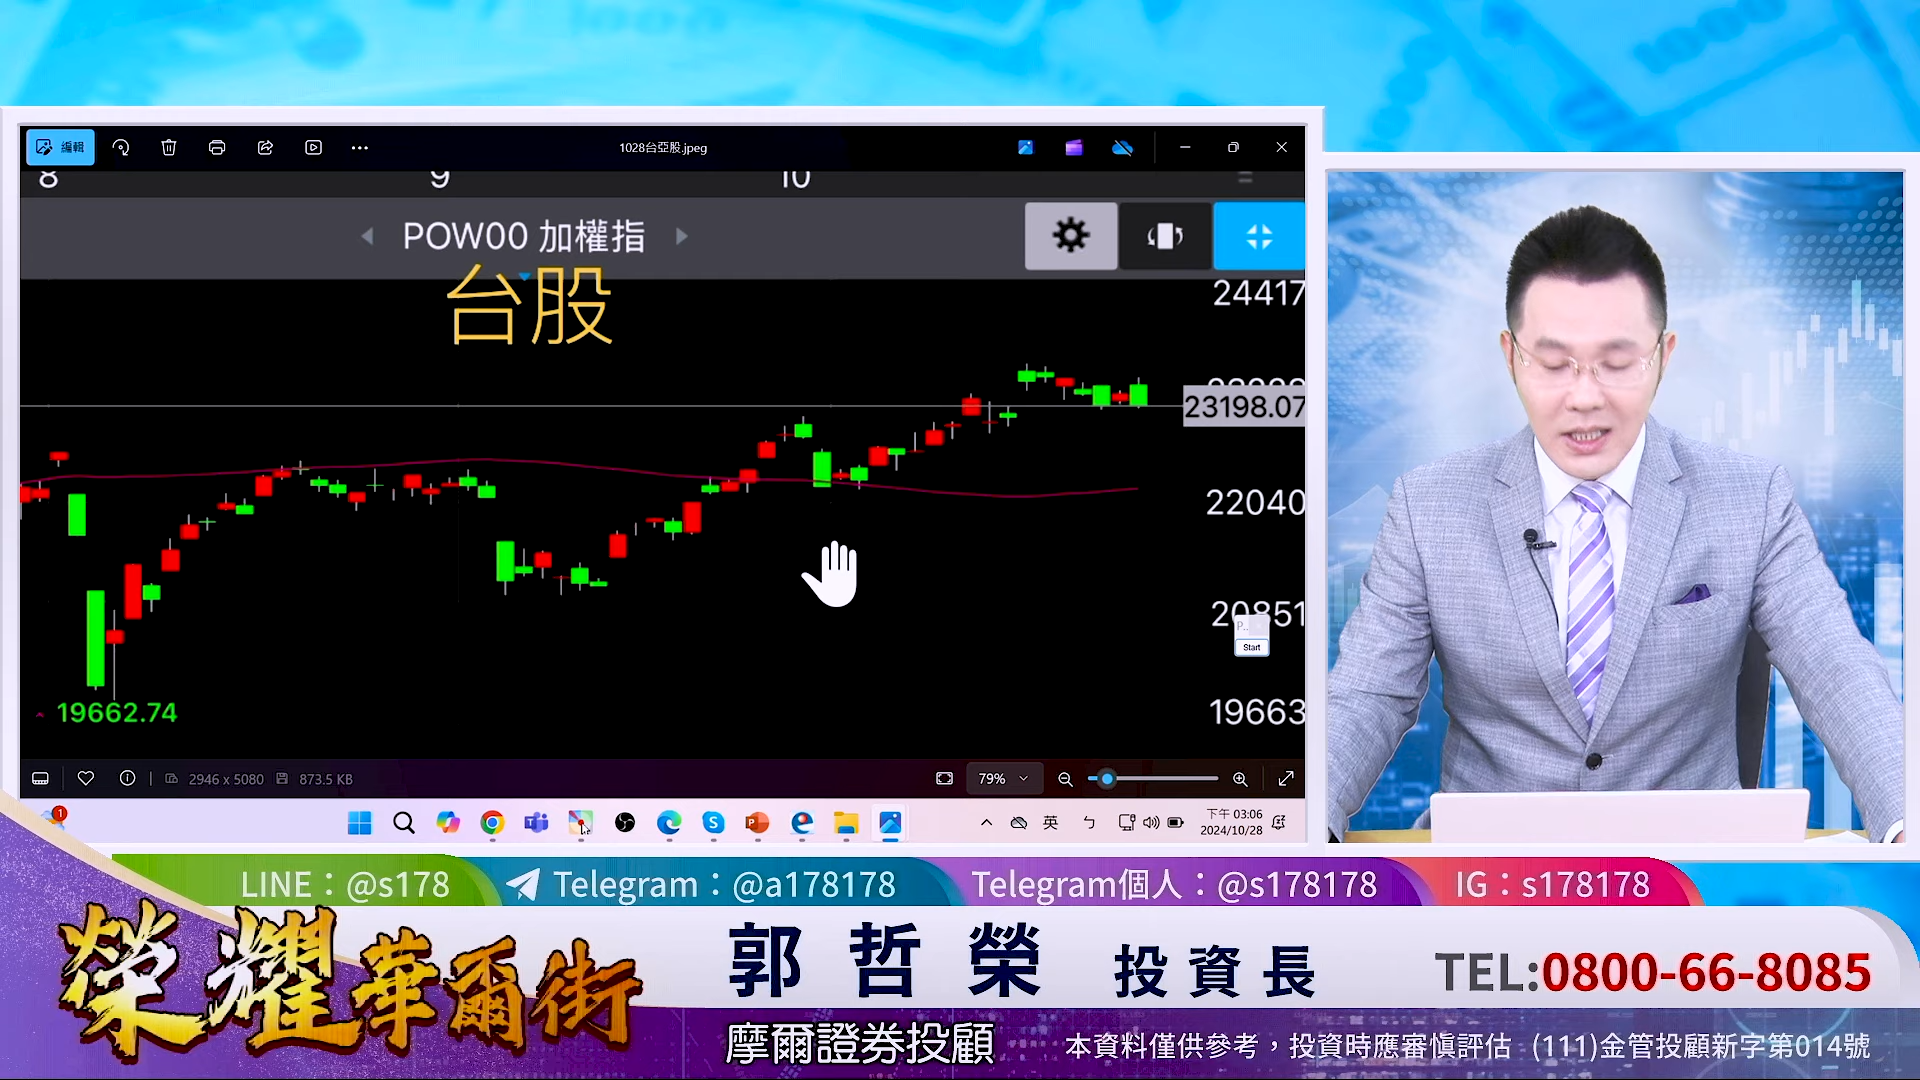 編輯
1028台亞股.jpeg
8 9 10
POW00 加權指
台股
24417
23198.07
22040
20851
19663
19662.74
P...
Start
2946 x 5080
873.5 KB
79%
1
英
ㄅ
下午 03:06
2024/10/28
LINE：@s178
Telegram：@a178178
Telegram個人：@s178178
IG：s178178
榮耀華爾街
郭哲榮 投資長
TEL:0800-66-8085
摩爾證券投顧
本資料僅供參考，投資時應審慎評估 (111)金管投顧新字第014號